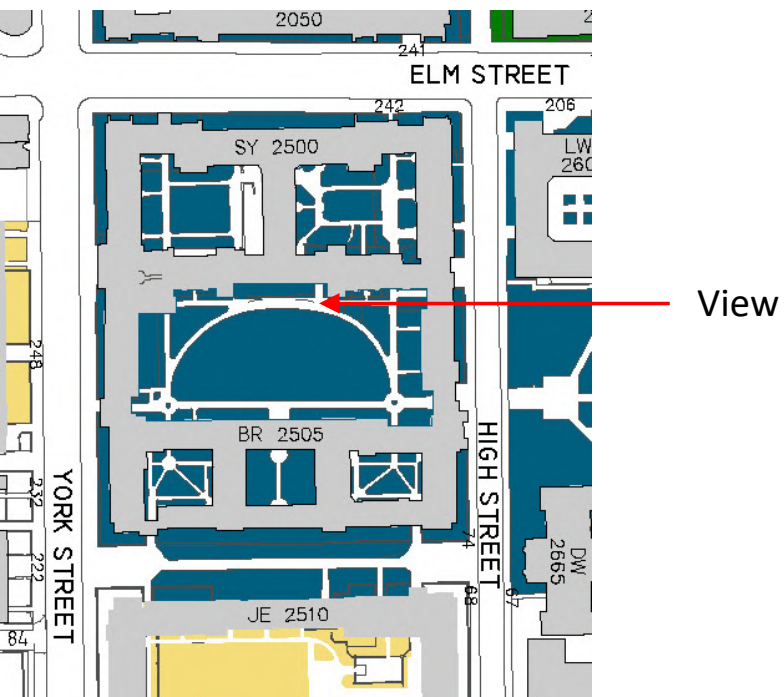 2050
241
ELM STREET
242
206
SY 2500
LW
260
View
248
BR 2505
HIGH STREET
YORK STREET
232
222
74
DW
2665
68
67
JE 2510
84